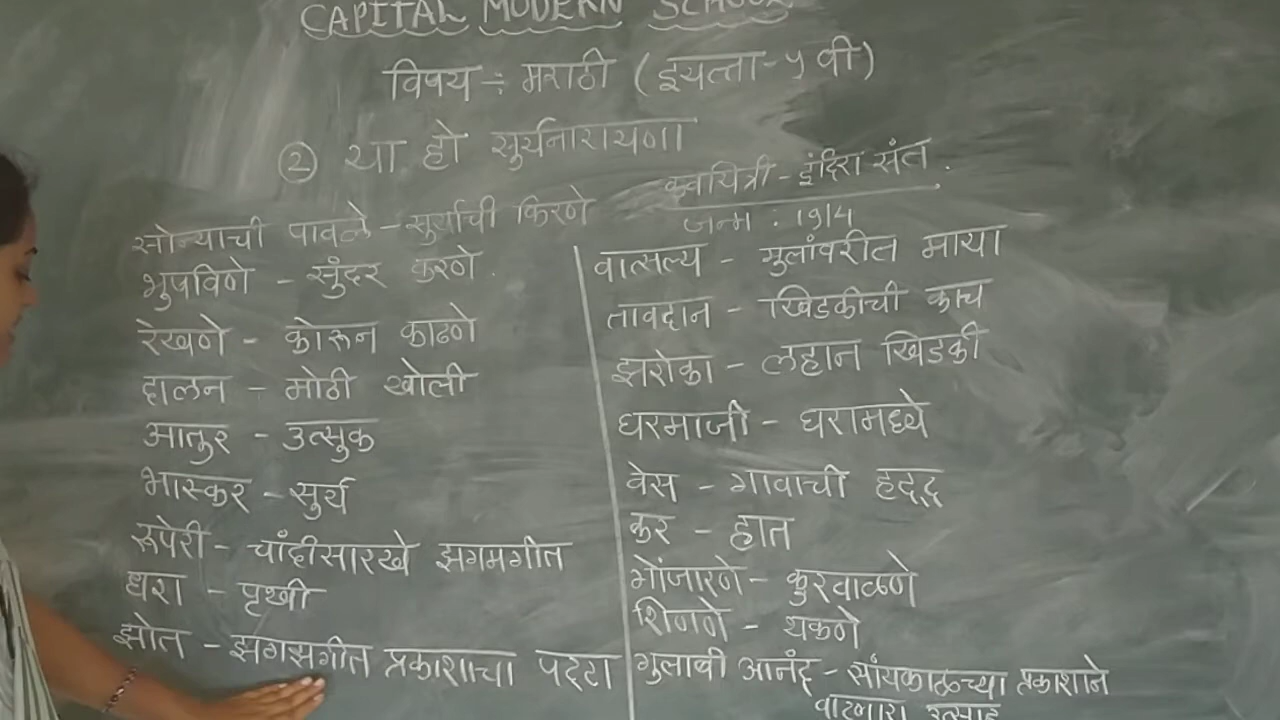 CAPITAL MODERN SCHOOL
विषय ÷ मराठी (इयत्ता - ५ वी)
② या हो सुर्यनारायणा
कवयित्री - इंदिरा संत.
जन्म : १९१४
सोन्याची पावले - सुर्याची किरणे
भुषविणे - सुंदर करणे.
रेखणे - कोरून काढणे
दालन - मोठी खोली
आतुर - उत्सुक
भास्कर - सुर्य
रूपेरी - चांदीसारखे झगमगीत
धरा - पृथ्वी
झोत - झगझगीत प्रकाशाचा पट्टा
वात्सल्य - मुलांवरील माया
तावदान - खिडकीची काच
झरोका - लहान खिडकी
घरमाजी - घरामध्ये
वेस - गावाची हद्द
कर - हात
गोंजारणे - कुरवाळणे
शिणणे - थकणे
गुलाबी आनंद - सांयकाळच्या प्रकाशाने
वाटणारा उत्साह